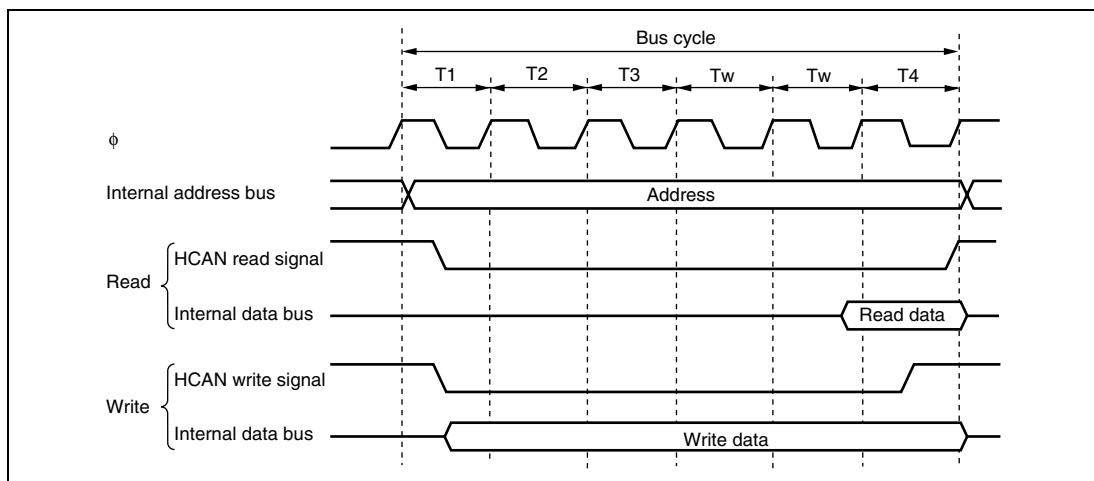 Bus cycle
T1 T2 T3 Tw Tw T4
ϕ
Internal address bus Address
Read HCAN read signal
Internal data bus Read data
Write HCAN write signal
Internal data bus Write data